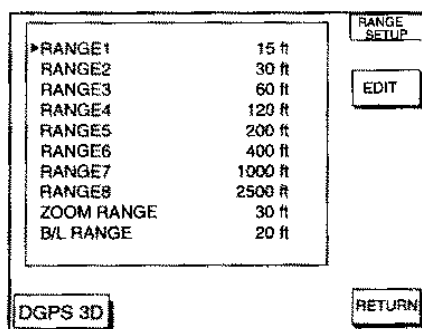 RANGE
SETUP
▶RANGE1 15 ft
RANGE2 30 ft
RANGE3 60 ft
RANGE4 120 ft
RANGE5 200 ft
RANGE6 400 ft
RANGE7 1000 ft
RANGE8 2500 ft
ZOOM RANGE 30 ft
B/L RANGE 20 ft
EDIT
DGPS 3D
RETURN